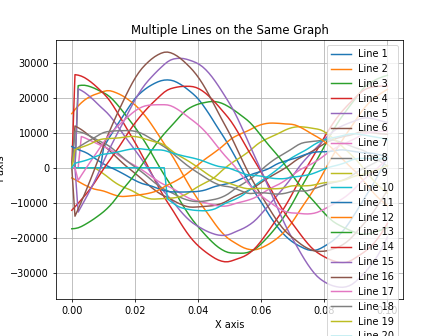 Multiple Lines on the Same Graph
30000
20000
10000
0
−10000
−20000
−30000
0.00
0.02
0.04
0.06
X axis
Line 1
Line 2
Line 3
Line 4
Line 5
Line 6
Line 7
Line 8
Line 9
Line 10
Line 11
Line 12
Line 13
Line 14
Line 15
Line 16
Line 17
Line 18
Line 19
Line 20